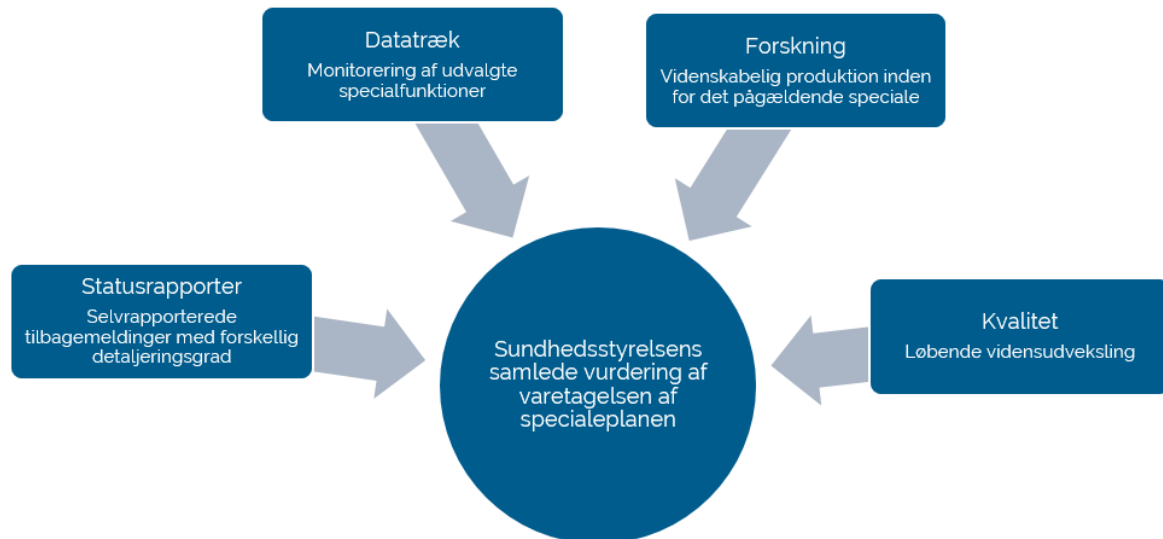 Datatræk
Monitorering af udvalgte
specialfunktioner
Forskning
Videnskabelig produktion inden
for det pågældende speciale
Statusrapporter
Selvrapporterede
tilbagemeldinger med forskellig
detaljeringsgrad
Sundhedsstyrelsens
samlede vurdering af
varetagelsen af
specialeplanen
Kvalitet
Løbende vidensudveksling